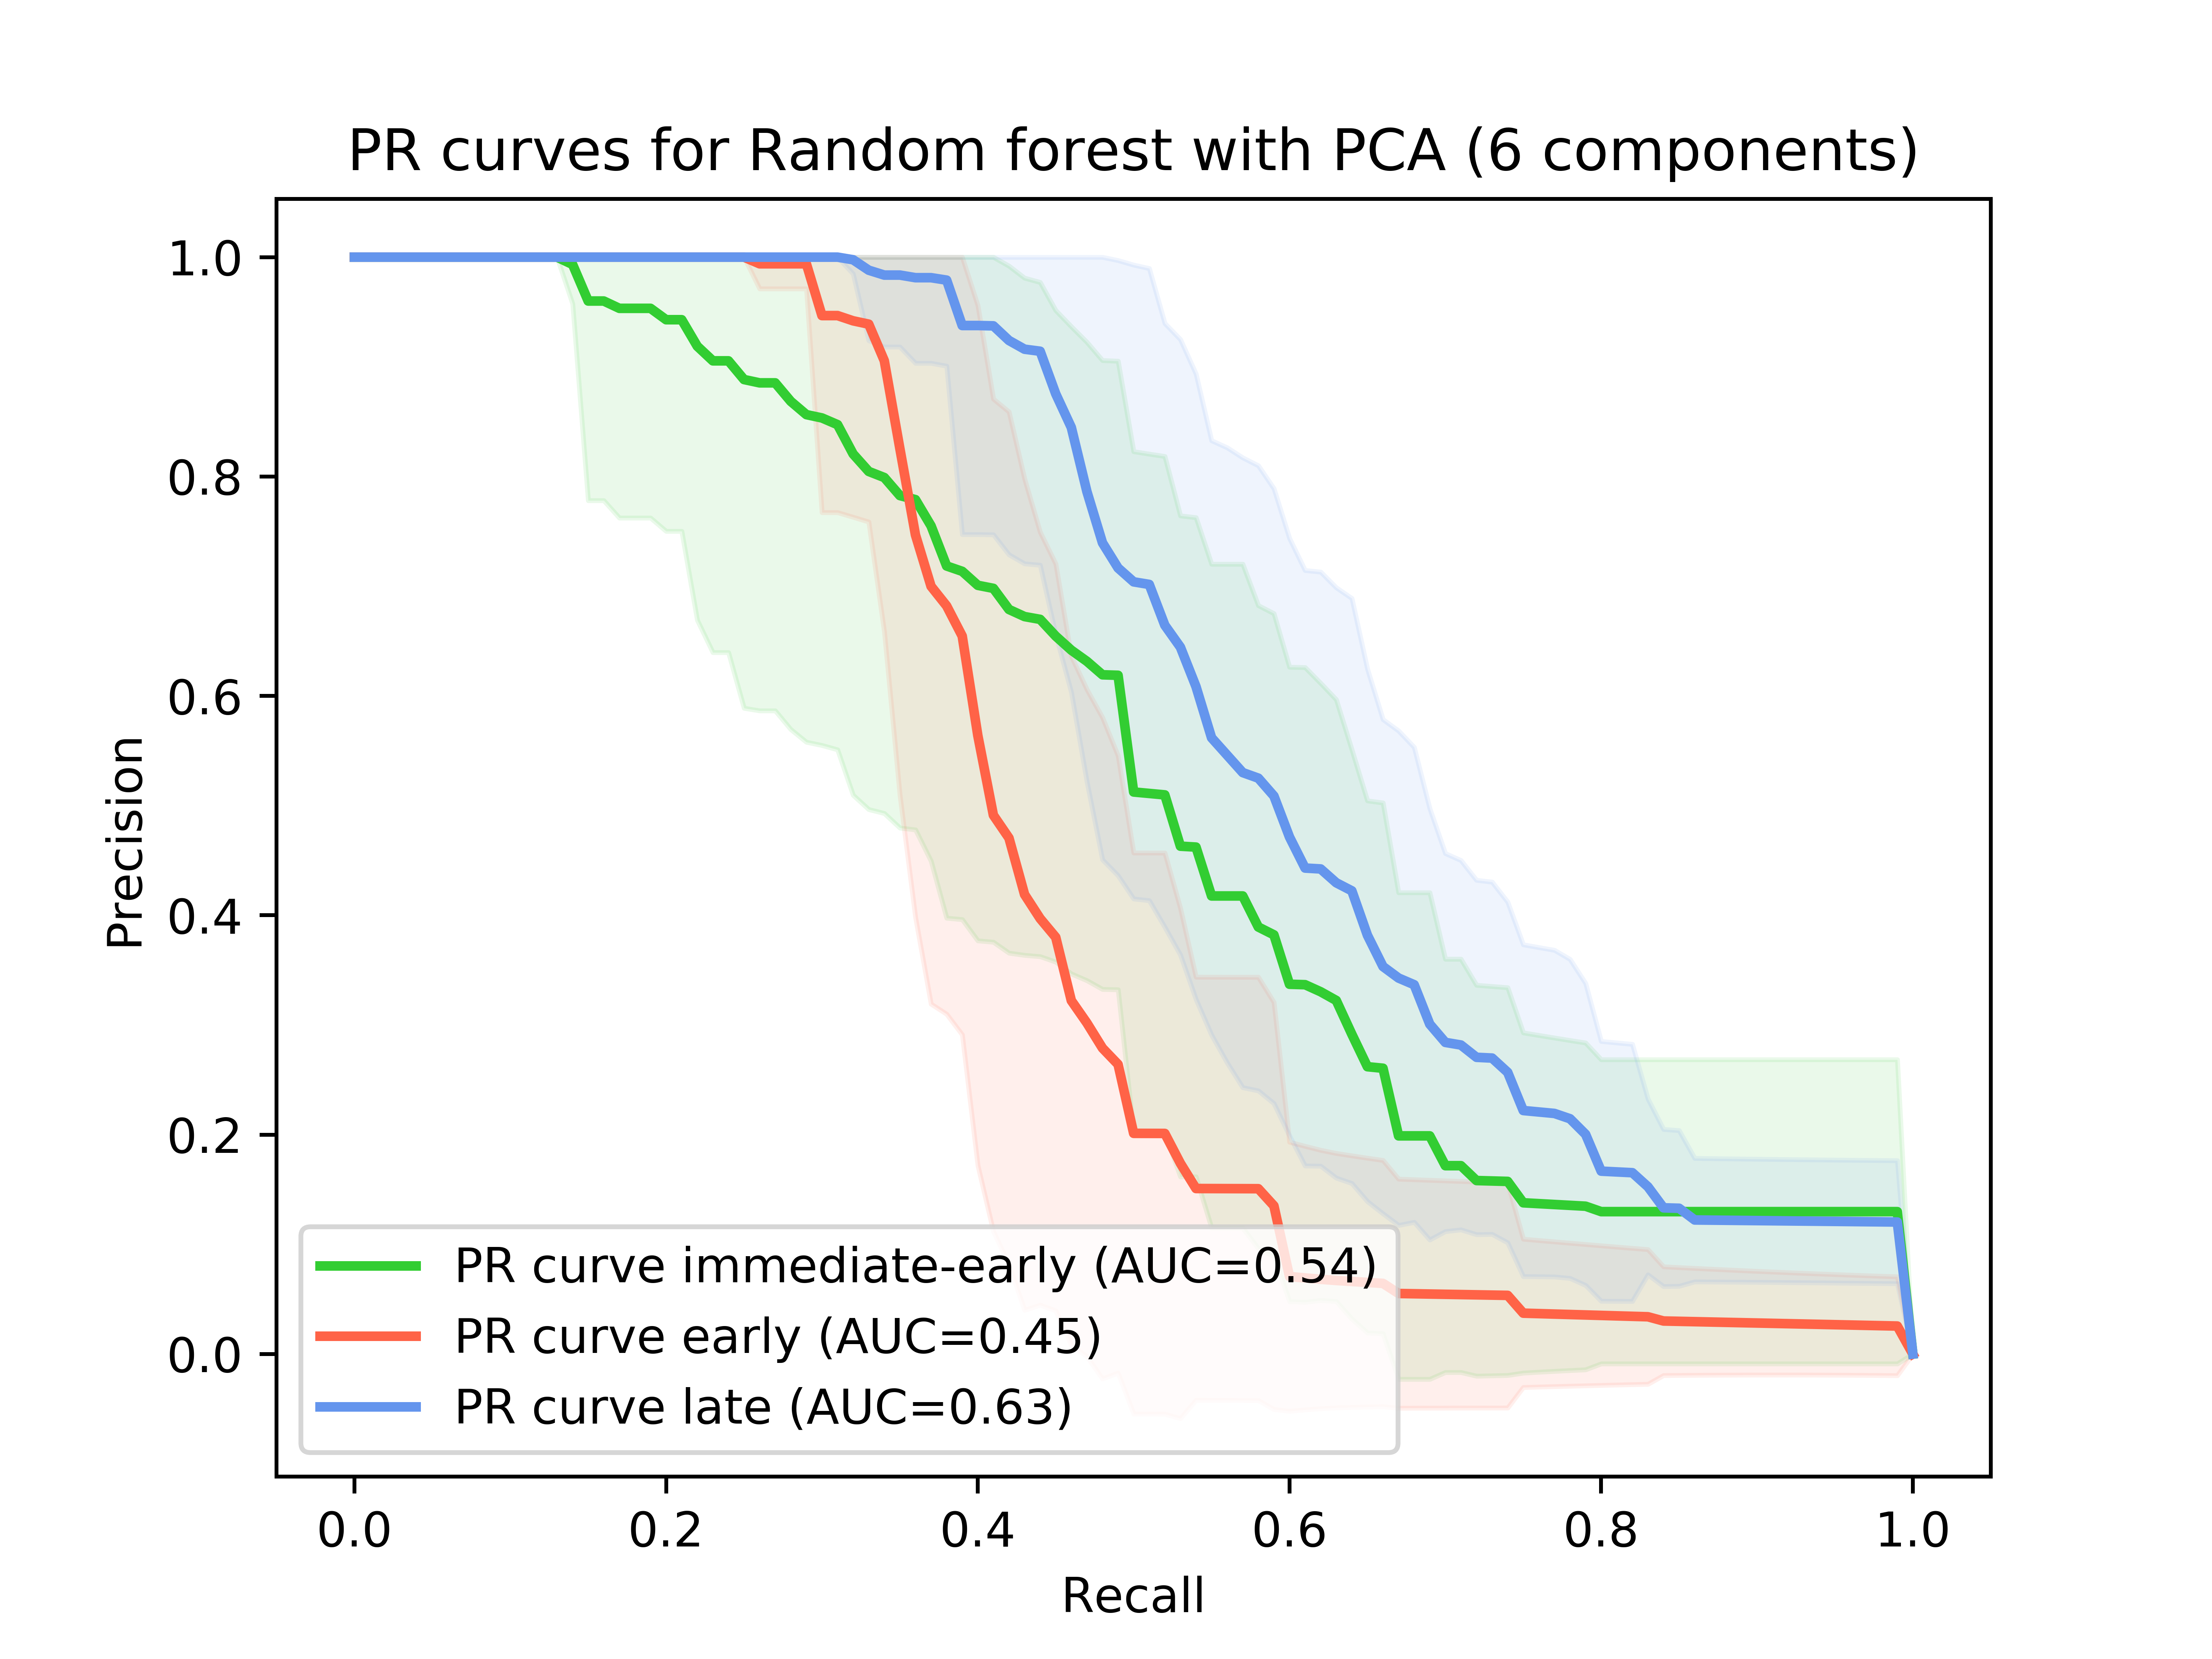 PR curves for Random forest with PCA (6 components)
1.0
0.8
0.6
0.4
0.2
0.0
Precision
PR curve immediate-early (AUC=0.54)
PR curve early (AUC=0.45)
PR curve late (AUC=0.63)
0.0 0.2 0.4 0.6 0.8 1.0
Recall